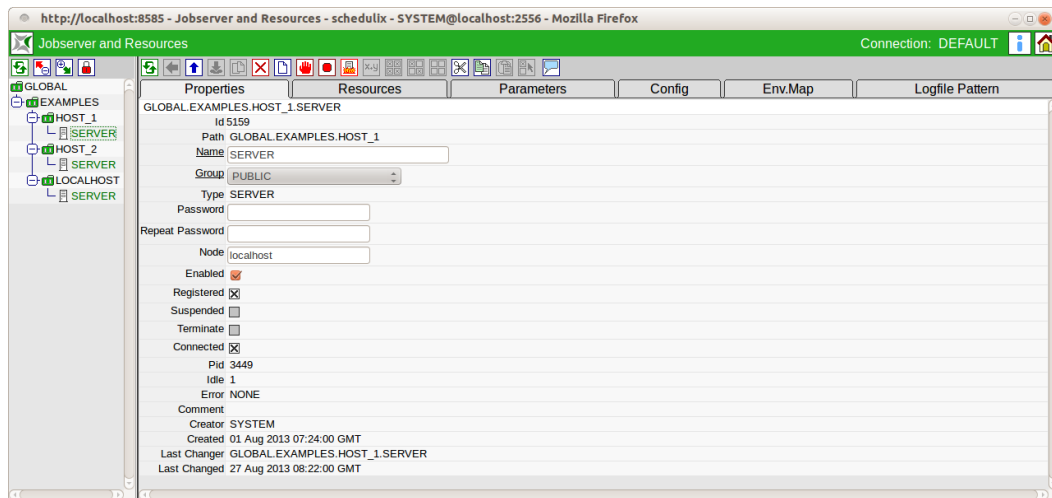 http://localhost:8585 - Jobserver and Resources - schedulix - SYSTEM@localhost:2556 - Mozilla Firefox
Jobserver and Resources
Connection: DEFAULT
GLOBAL
EXAMPLES
HOST_1
SERVER
HOST_2
SERVER
LOCALHOST
SERVER
Properties
Resources
Parameters
Config
Env.Map
Logfile Pattern
GLOBAL.EXAMPLES.HOST_1.SERVER
Id 5159
Path GLOBAL.EXAMPLES.HOST_1
Name SERVER
Group PUBLIC
Type SERVER
Password
Repeat Password
Node localhost
Enabled
Registered
Suspended
Terminate
Connected
Pid 3449
Idle 1
Error NONE
Comment
Creator SYSTEM
Created 01 Aug 2013 07:24:00 GMT
Last Changer GLOBAL.EXAMPLES.HOST_1.SERVER
Last Changed 27 Aug 2013 08:22:00 GMT